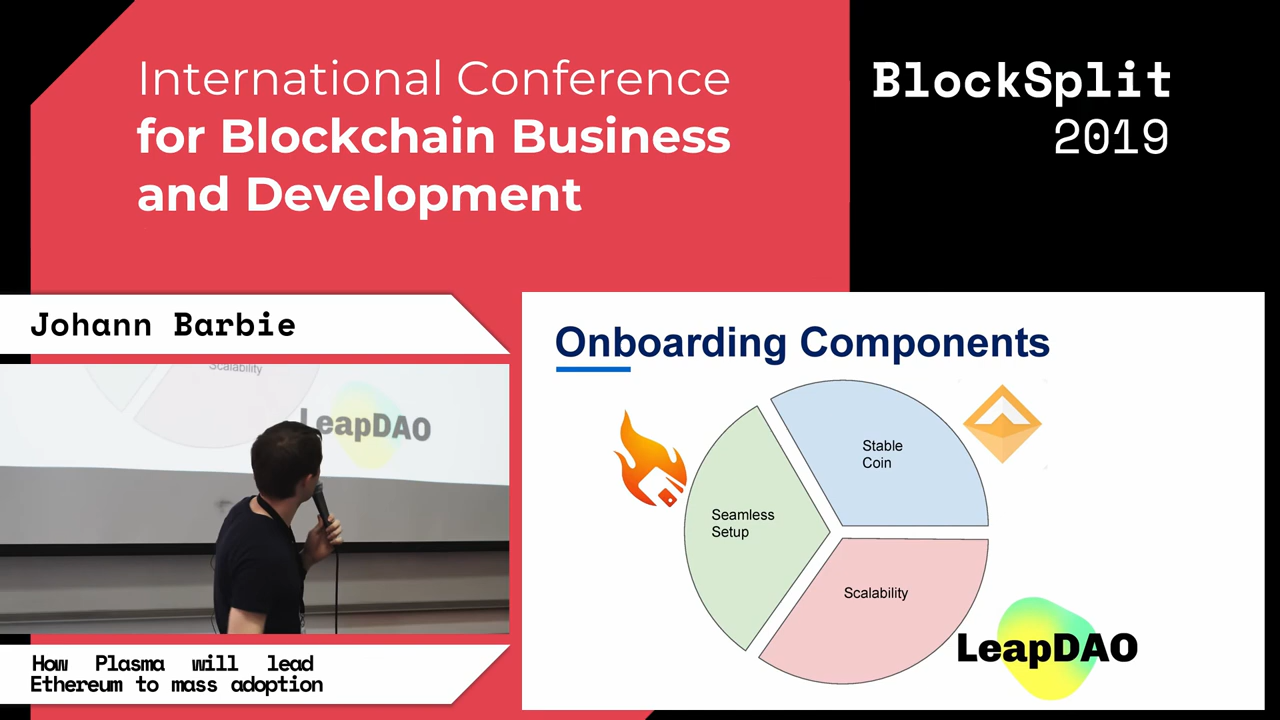 International Conference
for Blockchain Business
and Development
BlockSplit
2019
Johann Barbie
Scalability
LeapDAO
How Plasma will lead
Ethereum to mass adoption
Onboarding Components
Stable
Coin
Seamless
Setup
Scalability
LeapDAO